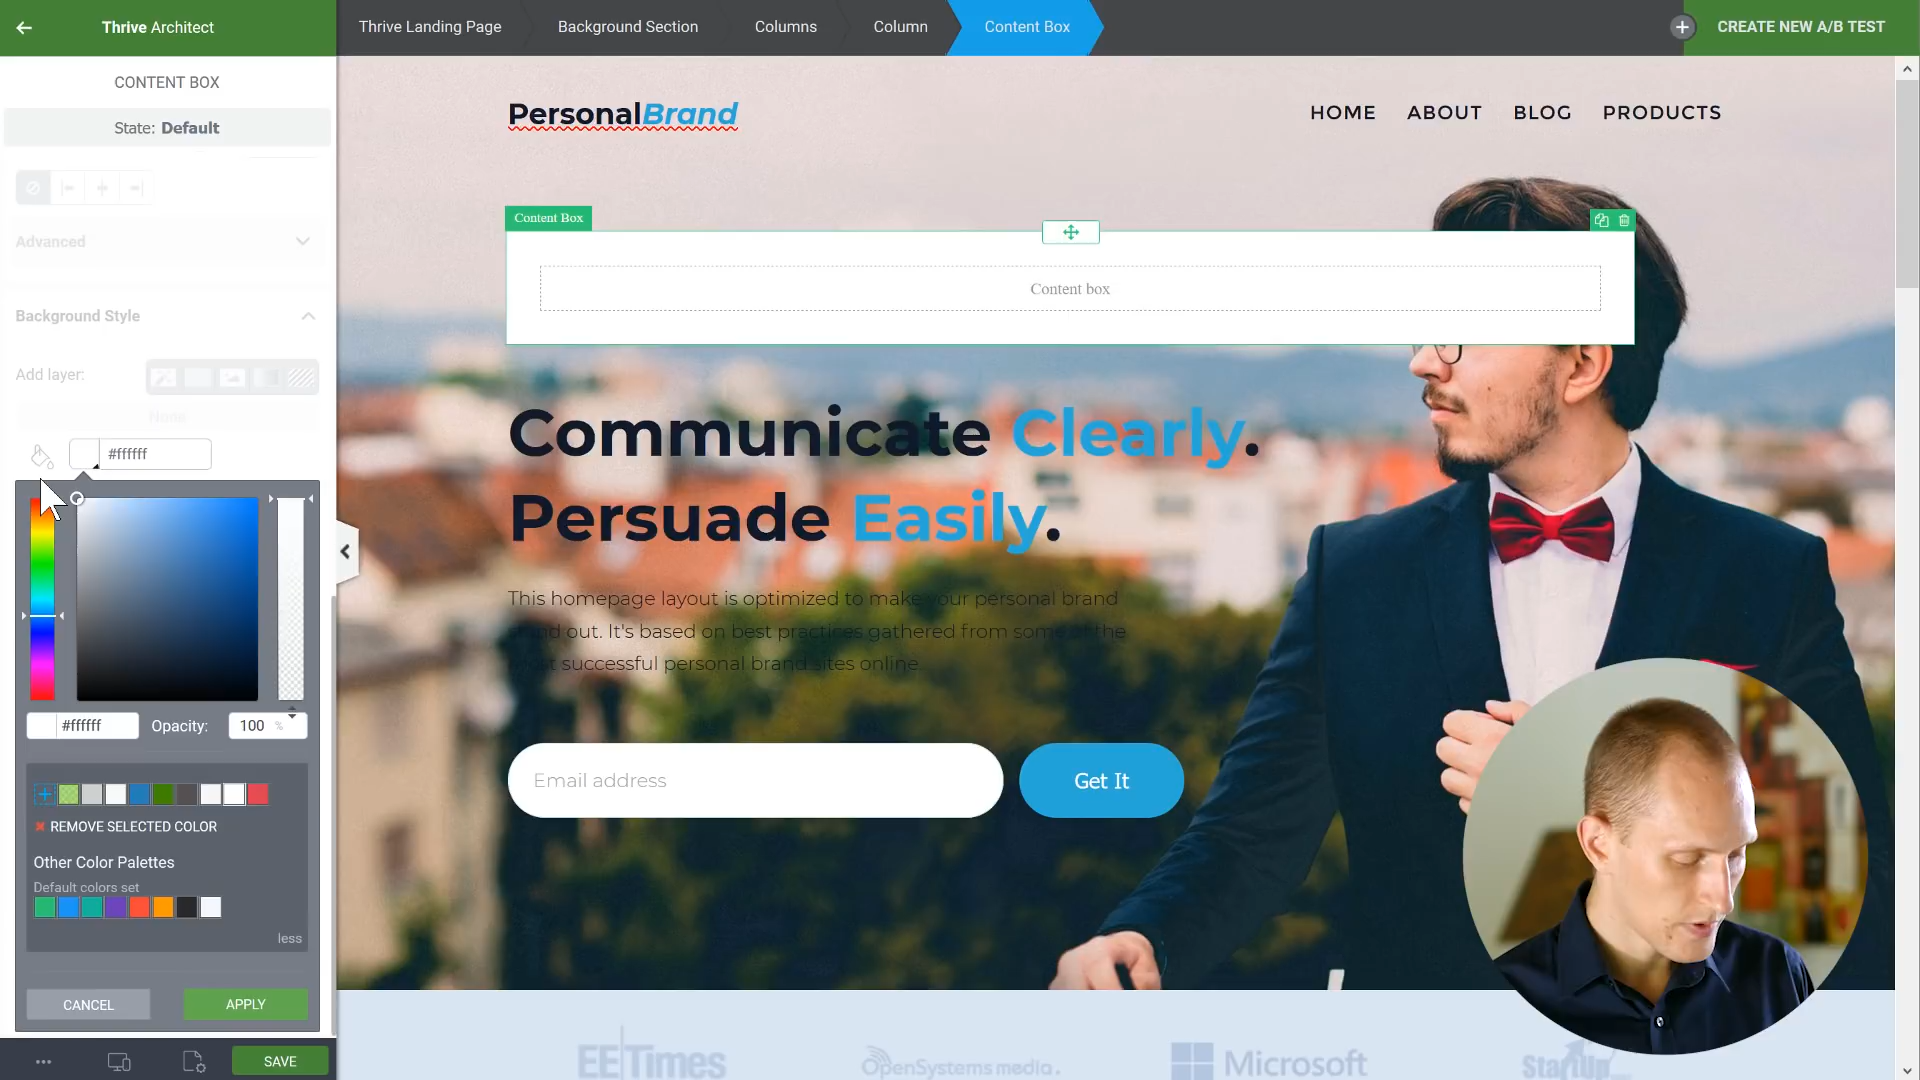 Thrive Architect
Thrive Landing Page
Background Section
Columns
Column
Content Box
CREATE NEW A/B TEST
CONTENT BOX
State: Default
Advanced
Background Style
Add layer:
None
#ffffff
#ffffff
Opacity:
100 %
REMOVE SELECTED COLOR
Other Color Palettes
Default colors set
less
CANCEL
APPLY
SAVE
PersonalBrand
HOME
ABOUT
BLOG
PRODUCTS
Content Box
Content box
Communicate Clearly.
Persuade Easily.
This homepage layout is optimized to make your personal brand
stand out. It's based on best practices gathered from some of the
most successful personal brand sites online.
Email address
Get It
EETimes
OpenSystems media.
Microsoft
StartUp